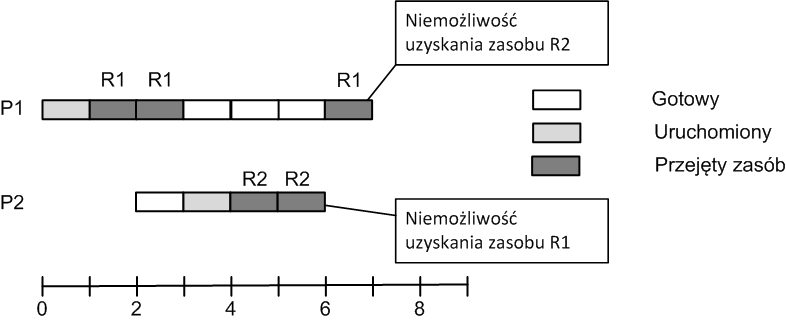 Niemożliwość
uzyskania zasobu R2
R1 R1 R1
P1
Gotowy
Uruchomiony
Przejęty zasób
R2 R2
P2
Niemożliwość
uzyskania zasobu R1
0 2 4 6 8